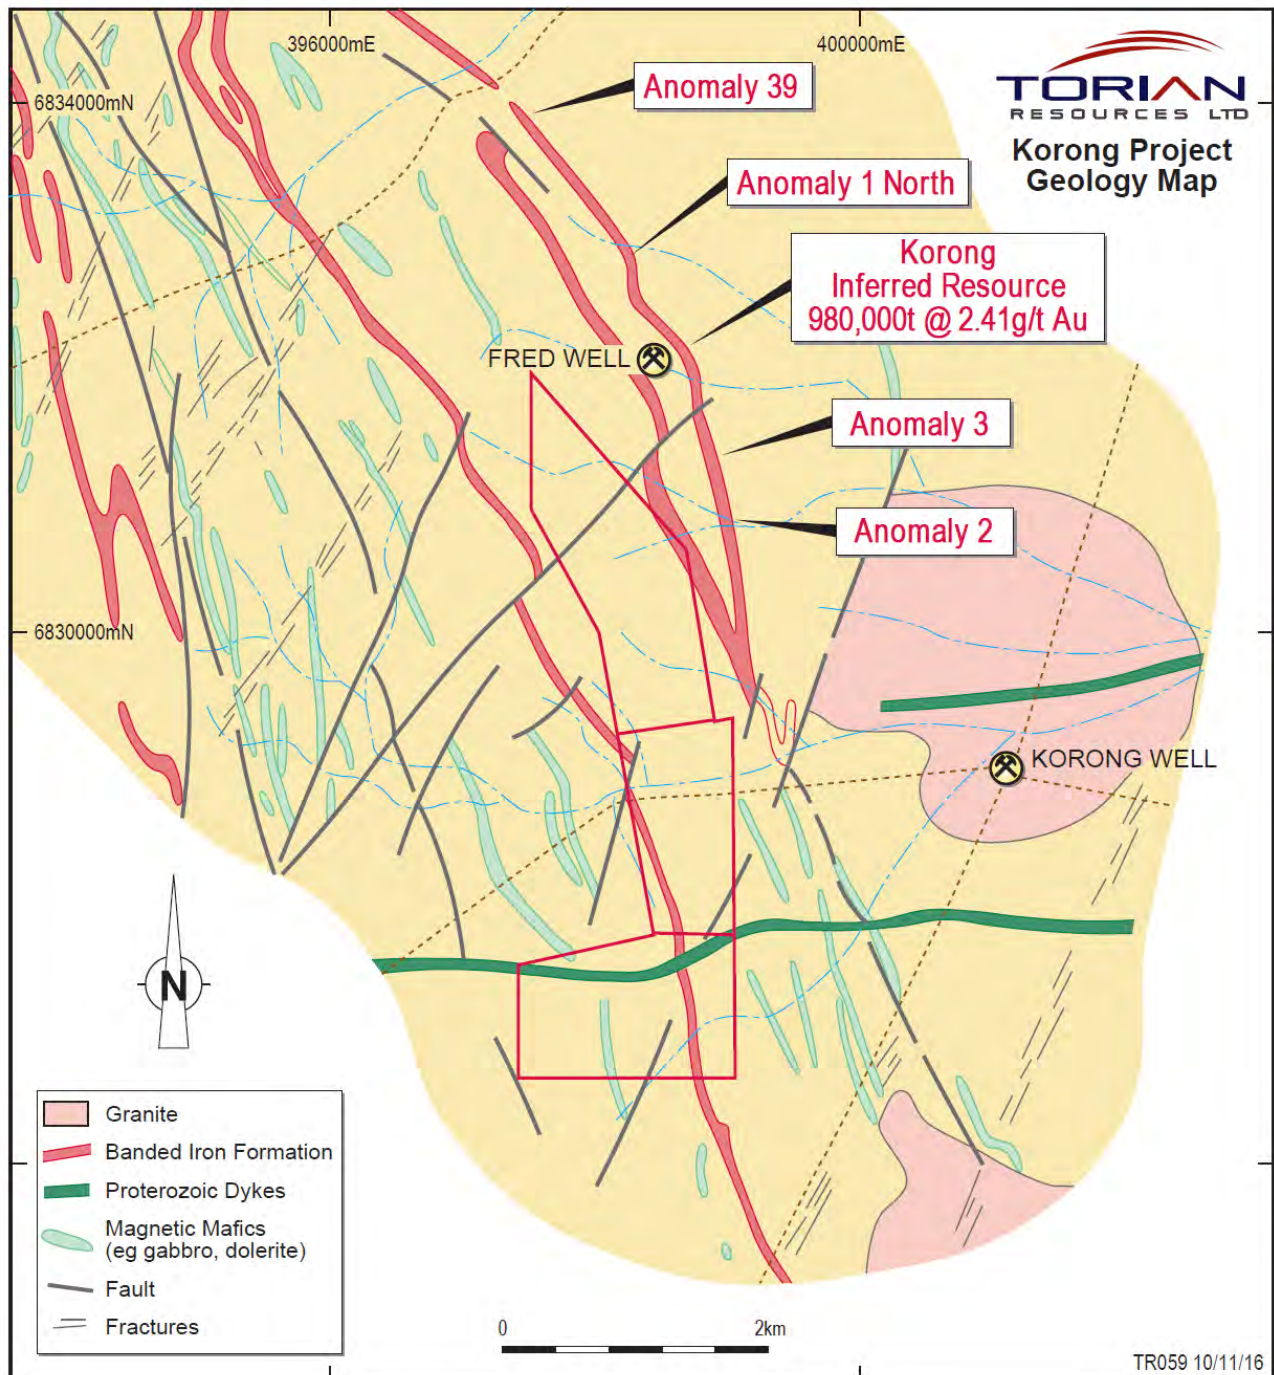 396000mE
400000mE
TORIAN
RESOURCES LTD
Korong Project
Geology Map
6834000mN
Anomaly 39
Anomaly 1 North
Korong
Inferred Resource
980,000t @ 2.41g/t Au
FRED WELL
Anomaly 3
Anomaly 2
6830000mN
KORONG WELL
N
Granite
Banded Iron Formation
Proterozoic Dykes
Magnetic Mafics
(eg gabbro, dolerite)
Fault
Fractures
0
2km
TR059 10/11/16